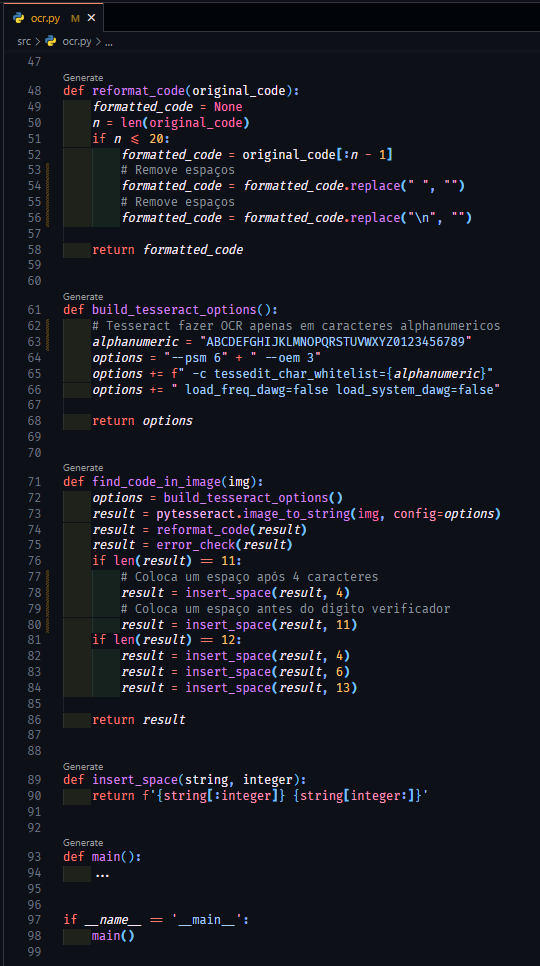 ocr.py M ×
src > ocr.py > ...
47
Generate
48 def reformat_code(original_code):
49     formatted_code = None
50     n = len(original_code)
51     if n <= 20:
52         formatted_code = original_code[:n - 1]
53         # Remove espaços
54         formatted_code = formatted_code.replace(" ", "")
55         # Remove espaços
56         formatted_code = formatted_code.replace("\n", "")
57
58     return formatted_code
59
60
Generate
61 def build_tesseract_options():
62     # Tesseract fazer OCR apenas em caracteres alphanumericos
63     alphanumeric = "ABCDEFGHIJKLMNOPQRSTUVWXYZ0123456789"
64     options = "--psm 6" + " --oem 3"
65     options += f" -c tessedit_char_whitelist={alphanumeric}"
66     options += " load_freq_dawg=false load_system_dawg=false"
67
68     return options
69
70
Generate
71 def find_code_in_image(img):
72     options = build_tesseract_options()
73     result = pytesseract.image_to_string(img, config=options)
74     result = reformat_code(result)
75     result = error_check(result)
76     if len(result) == 11:
77         # Coloca um espaço após 4 caracteres
78         result = insert_space(result, 4)
79         # Coloca um espaço antes do digito verificador
80         result = insert_space(result, 11)
81     if len(result) == 12:
82         result = insert_space(result, 4)
83         result = insert_space(result, 6)
84         result = insert_space(result, 13)
85
86     return result
87
88
Generate
89 def insert_space(string, integer):
90     return f'{string[:integer]} {string[integer:]}'
91
92
Generate
93 def main():
94     ...
95
96
97 if __name__ == '__main__':
98     main()
99